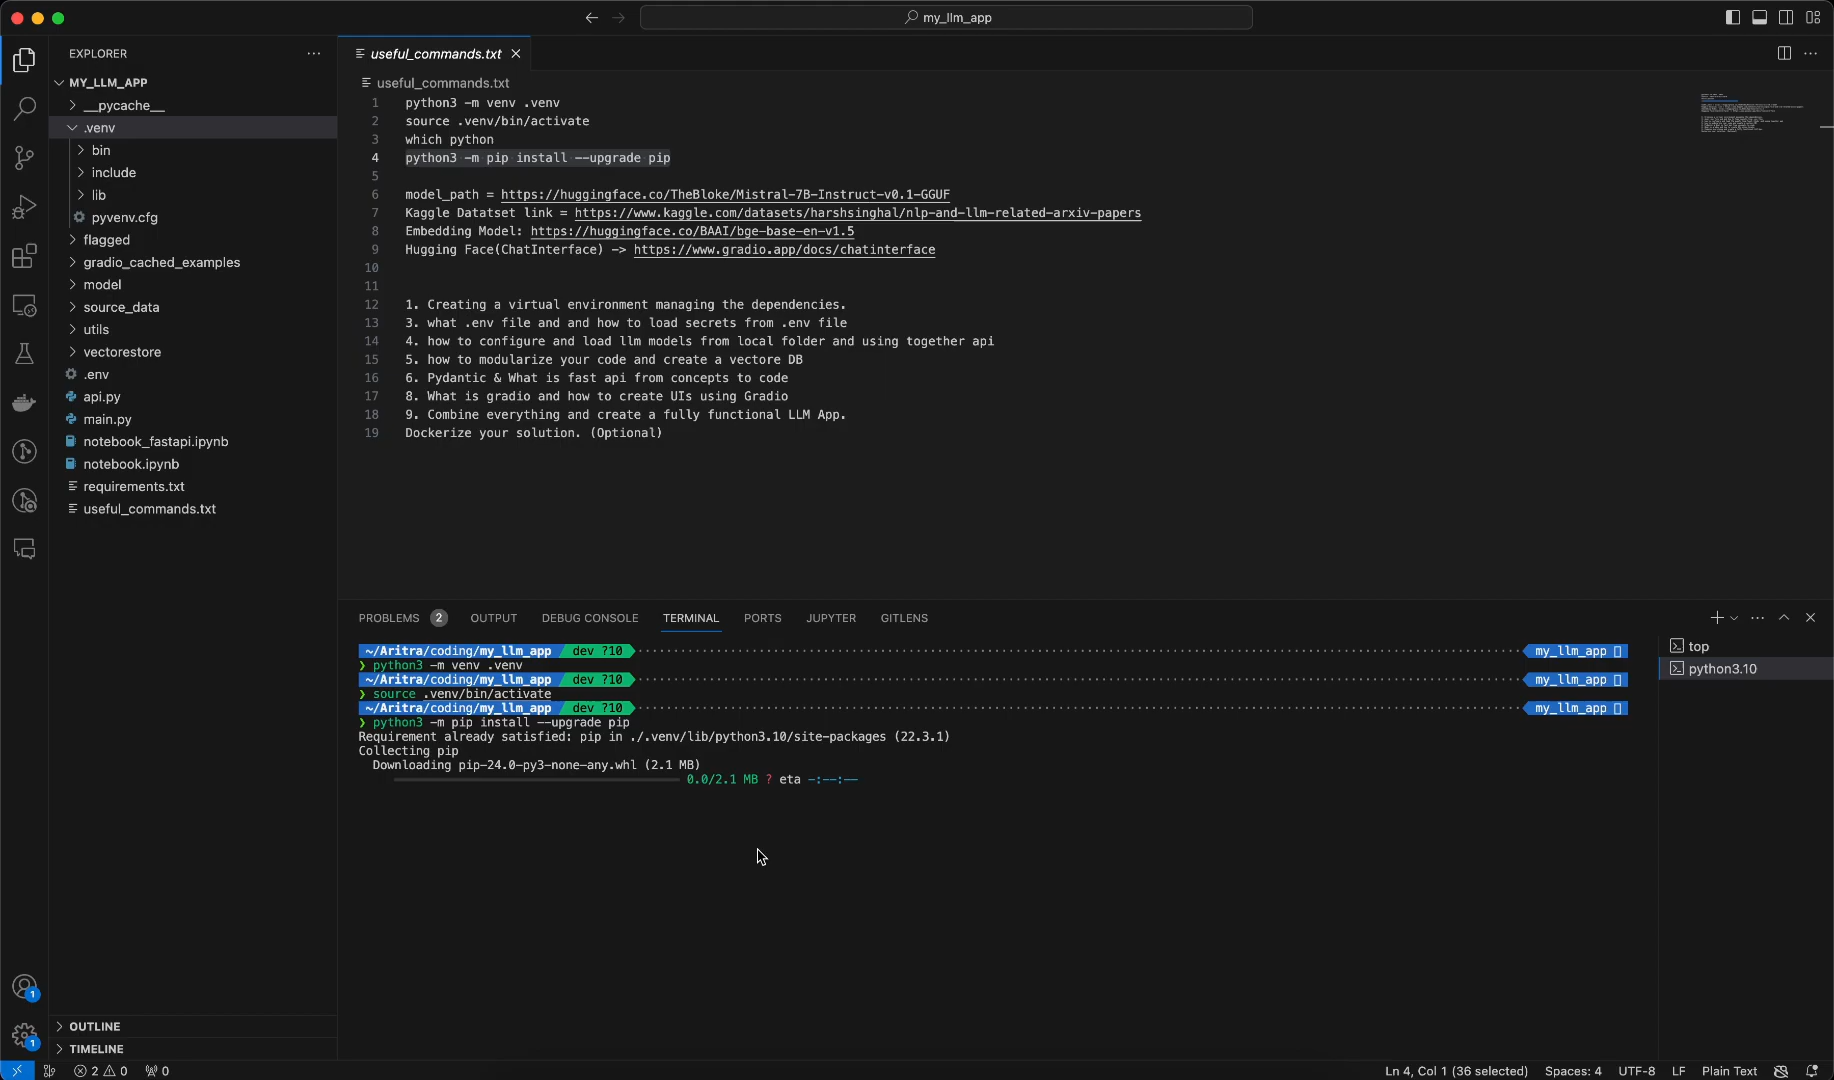 my_llm_app
EXPLORER
MY_LLM_APP
__pycache__
.venv
bin
include
lib
pyvenv.cfg
flagged
gradio_cached_examples
model
source_data
utils
vectorestore
.env
api.py
main.py
notebook_fastapi.ipynb
notebook.ipynb
requirements.txt
useful_commands.txt
OUTLINE
TIMELINE
useful_commands.txt
useful_commands.txt
1 python3 -m venv .venv
2 source .venv/bin/activate
3 which python
4 python3 -m pip install --upgrade pip
5
6 model_path = https://huggingface.co/TheBloke/Mistral-7B-Instruct-v0.1-GGUF
7 Kaggle Datatset link = https://www.kaggle.com/datasets/harshsinghal/nlp-and-llm-related-arxiv-papers
8 Embedding Model: https://huggingface.co/BAAI/bge-base-en-v1.5
9 Hugging Face(ChatInterface) -> https://www.gradio.app/docs/chatinterface
10
11
12 1. Creating a virtual environment managing the dependencies.
13 3. what .env file and and how to load secrets from .env file
14 4. how to configure and load llm models from local folder and using together api
15 5. how to modularize your code and create a vectore DB
16 6. Pydantic & What is fast api from concepts to code
17 8. What is gradio and how to create UIs using Gradio
18 9. Combine everything and create a fully functional LLM App.
19 Dockerize your solution. (Optional)
PROBLEMS 2 OUTPUT DEBUG CONSOLE TERMINAL PORTS JUPYTER GITLENS
~/Aritra/coding/my_llm_app dev ?10 my_llm_app
❯ python3 -m venv .venv
~/Aritra/coding/my_llm_app dev ?10 my_llm_app
❯ source .venv/bin/activate
~/Aritra/coding/my_llm_app dev ?10 my_llm_app
❯ python3 -m pip install --upgrade pip
Requirement already satisfied: pip in ./.venv/lib/python3.10/site-packages (22.3.1)
Collecting pip
Downloading pip-24.0-py3-none-any.whl (2.1 MB)
0.0/2.1 MB ? eta -:--:--
top
python3.10
1
1
2 0 0
Ln 4, Col 1 (36 selected) Spaces: 4 UTF-8 LF Plain Text